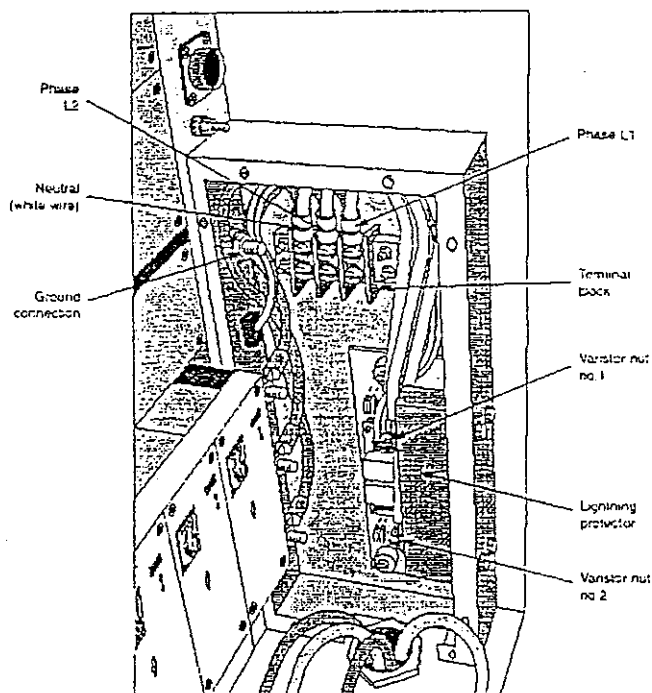 Phase
L2
Neutral
(white wire)
Ground
connection
Phase L1
Terminal
block
Varistor nut
no. 1
Lightning
protector
Varistor nut
no 2